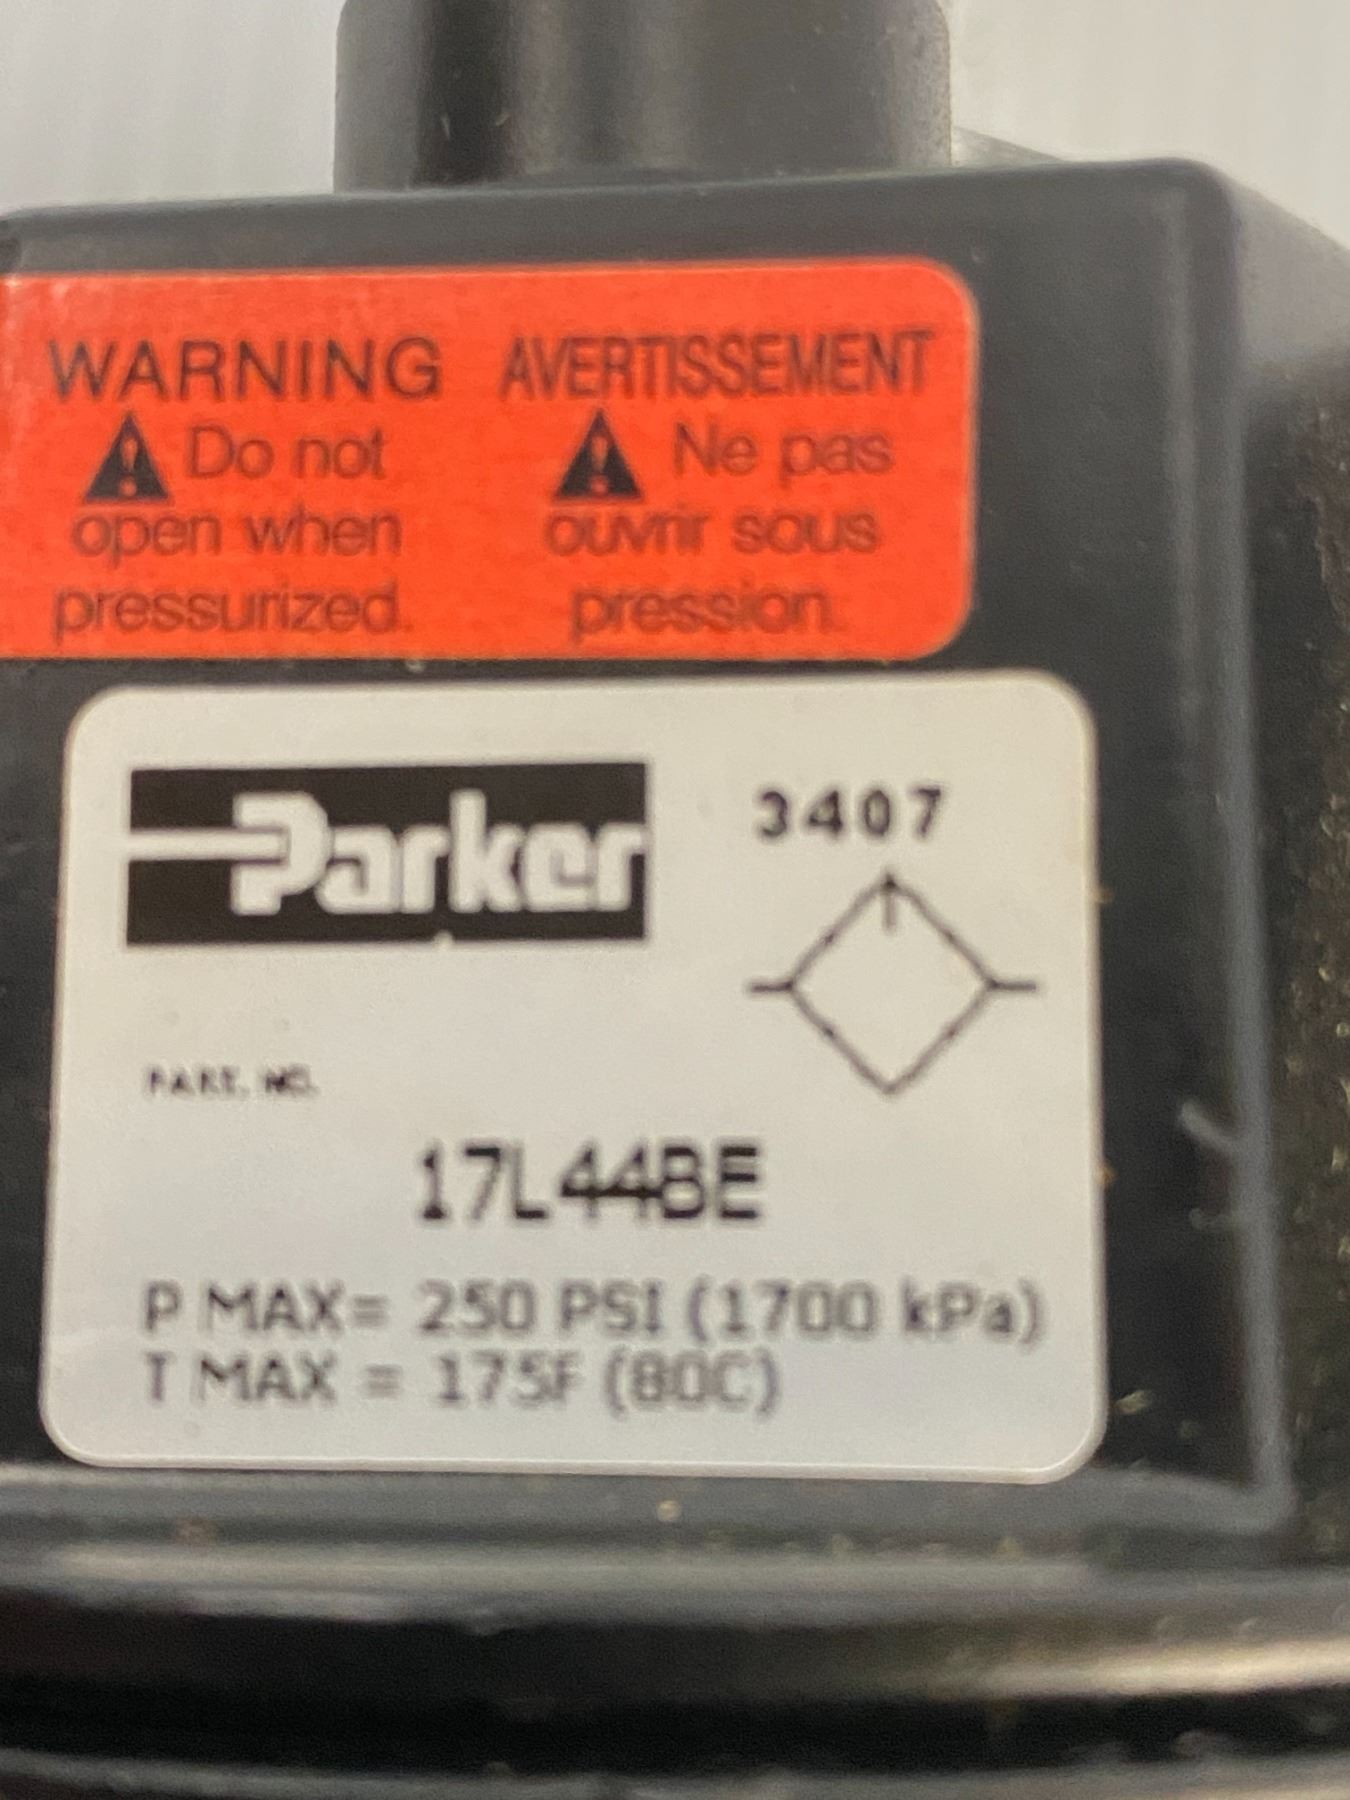 WARNING
Do not
open when
pressurized.
AVERTISSEMENT
Ne pas
ouvrir sous
pression.
Parker
3407
PART. NO.
17L44BE
P MAX= 250 PSI (1700 kPa)
T MAX = 175F (80C)